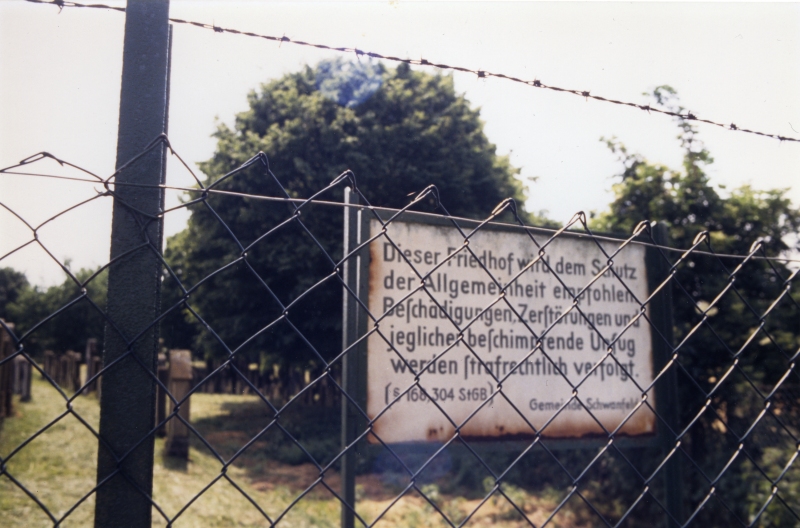 Dieser Friedhof wird dem Schutz
der Allgemeinheit empfohlen.
Beſchädigungen, Zerſtörungen und
jeglicher beſchimpfende Unfug
werden ſtrafrechtlich verfolgt.
(§ 168, 304 StGB) Gemeinde Schwanfeld